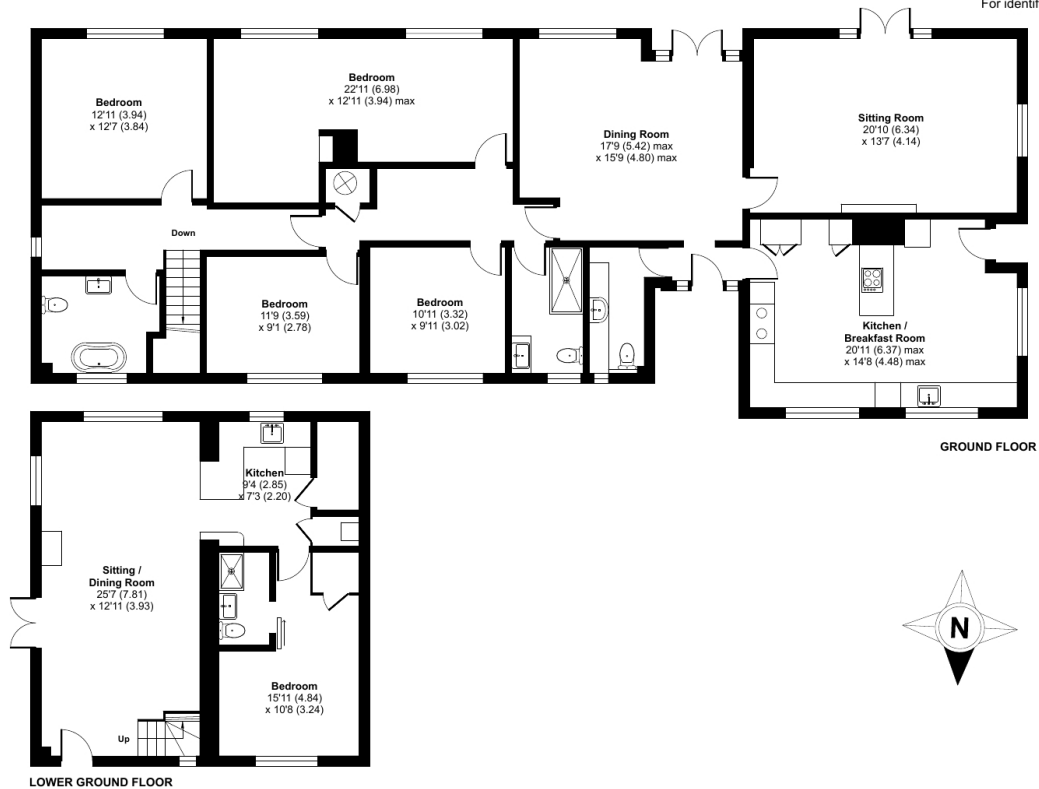 For identif
Bedroom
12'11 (3.94)
x 12'7 (3.84)
Bedroom
22'11 (6.98)
x 12'11 (3.94) max
Dining Room
17'9 (5.42) max
x 15'9 (4.80) max
Sitting Room
20'10 (6.34)
x 13'7 (4.14)
Down
Bedroom
11'9 (3.59)
x 9'1 (2.78)
Bedroom
10'11 (3.32)
x 9'11 (3.02)
Kitchen /
Breakfast Room
20'11 (6.37) max
x 14'8 (4.48) max
GROUND FLOOR
Kitchen
9'4 (2.85)
x 7'3 (2.20)
Sitting /
Dining Room
25'7 (7.81)
x 12'11 (3.93)
Bedroom
15'11 (4.84)
x 10'8 (3.24)
Up
N
LOWER GROUND FLOOR